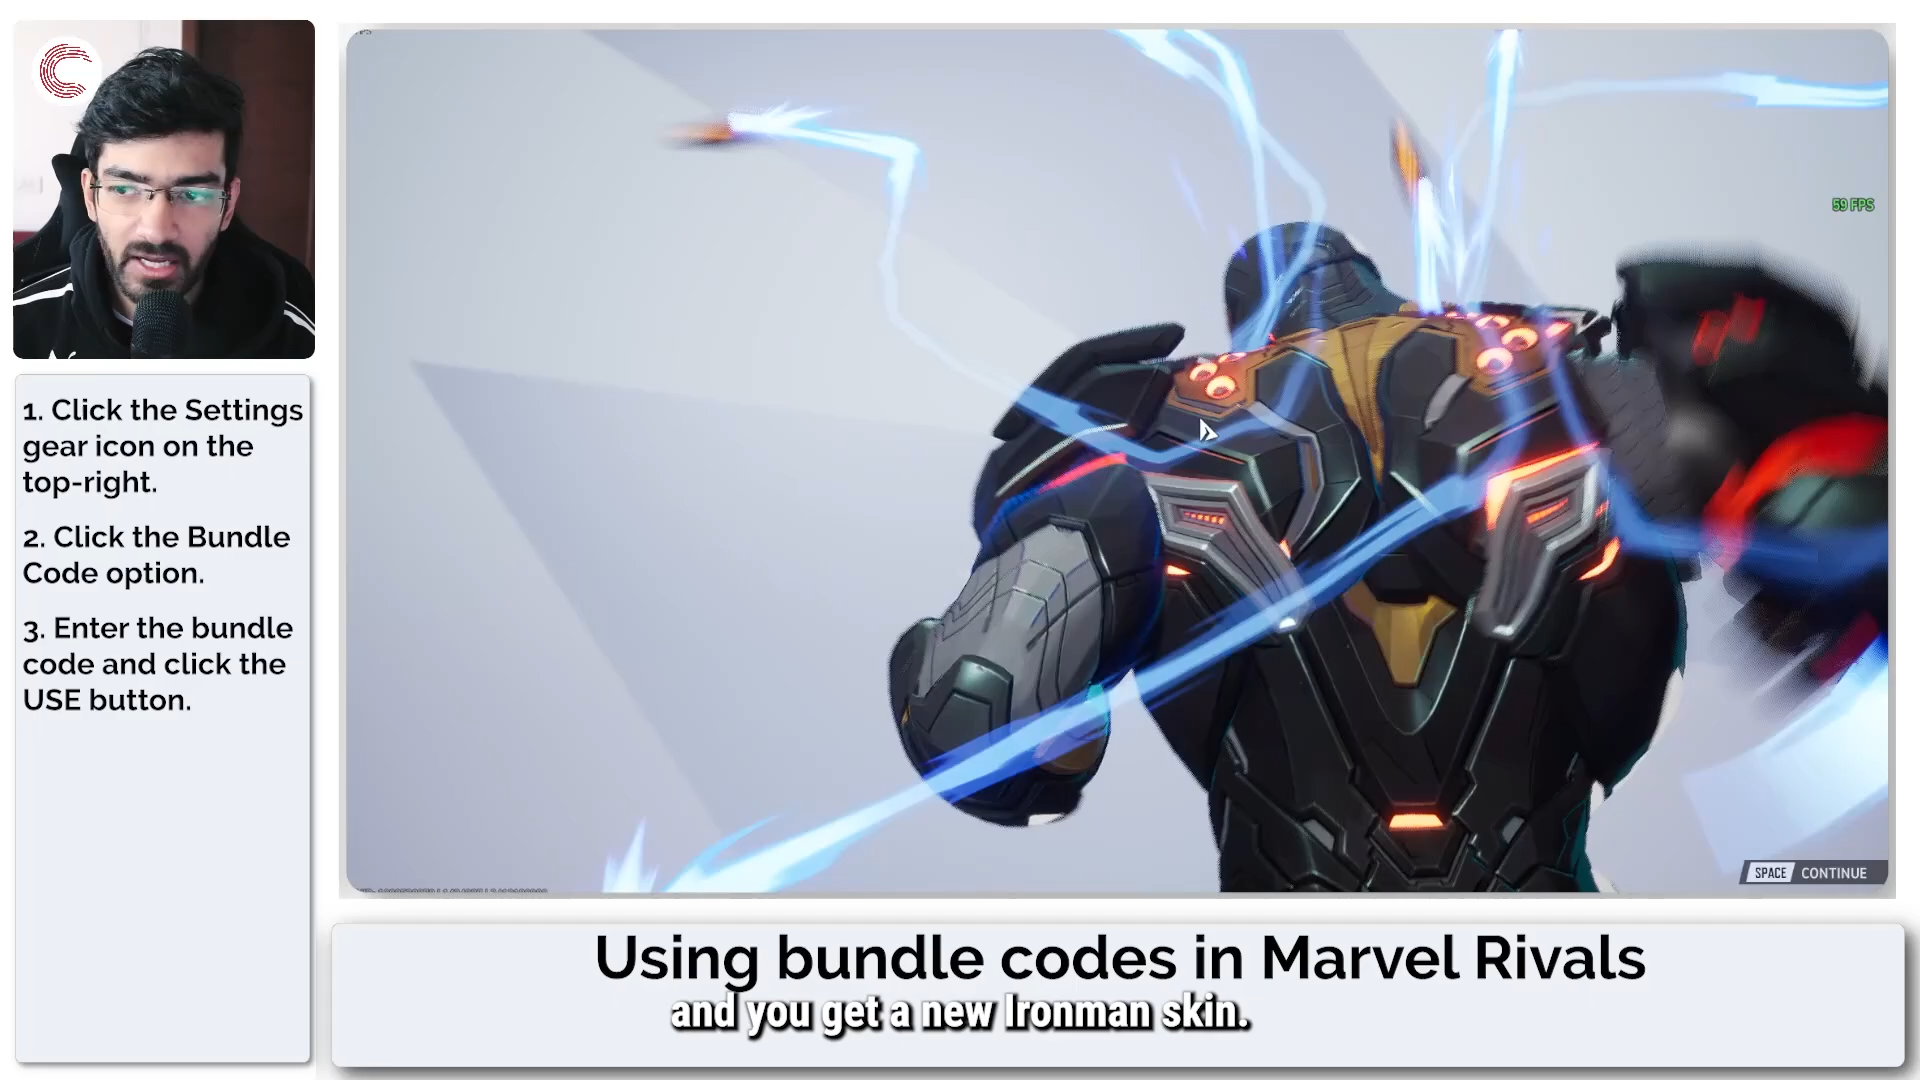 1. Click the Settings
gear icon on the
top-right.
2. Click the Bundle
Code option.
3. Enter the bundle
code and click the
USE button.
59 FPS
SPACE CONTINUE
Using bundle codes in Marvel Rivals
and you get a new Ironman skin.